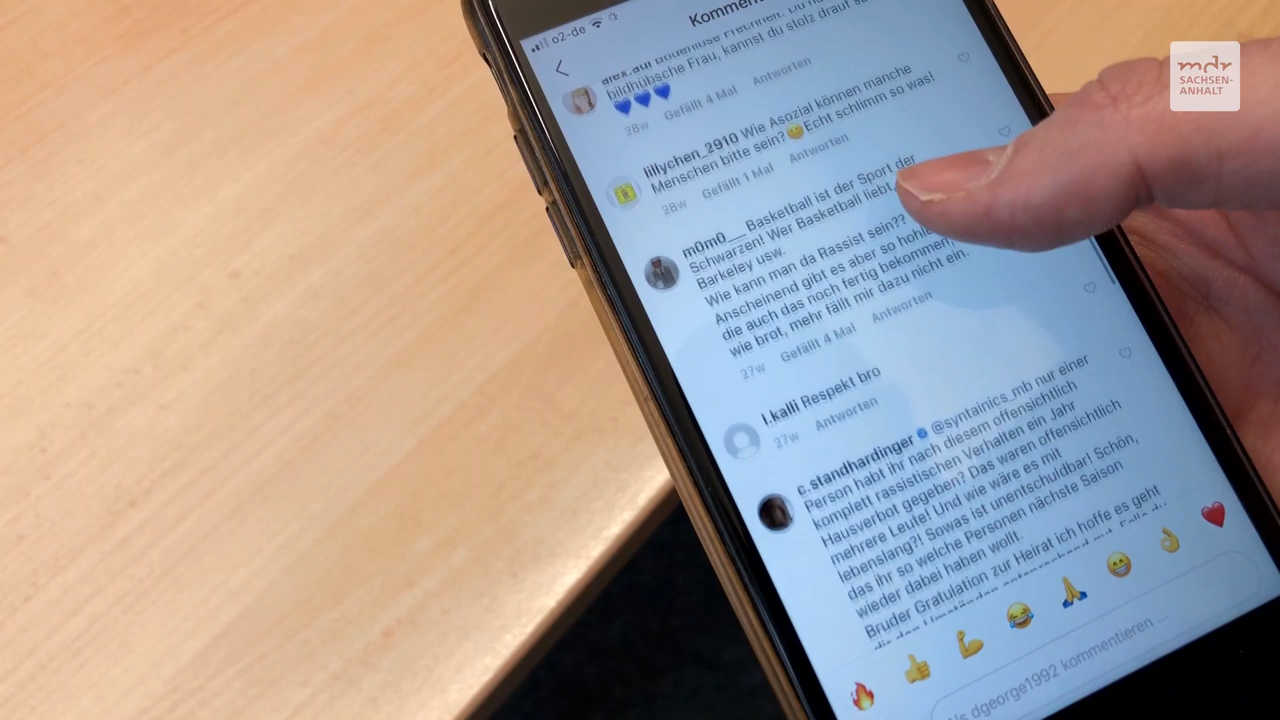 mdr
SACHSEN-
ANHALT
o2-de
Kommen
bildhübsche Frau, kannst du stolz drauf
💙💙💙
28w Gefällt 4 Mal Antworten
lillychen_2910 Wie Asozial können manche
Menschen bitte sein? Echt schlimm so was!
28w Gefällt 1 Mal Antworten
m0m0__ Basketball ist der Sport der
Schwarzen! Wer Basketball liebt
Barkeley usw.
Wie kann man da Rassist sein??
Anscheinend gibt es aber so hohle
die auch das noch fertig bekommen,
wie brot, mehr fällt mir dazu nicht ein.
27w Gefällt 4 Mal Antworten
l.kalli Respekt bro
27w Antworten
c.standhardinger @syntainics_mb nur einer
Person habt ihr nach diesem offensichtlich
komplett rassistischen Verhalten ein Jahr
Hausverbot gegeben? Das waren offensichtlich
mehrere Leute! Und wie wäre es mit
lebenslang?! Sowas ist unentschuldbar! Schön,
das ihr so welche Personen nächste Saison
wieder dabei haben wollt.
Bruder Gratulation zur Heirat ich hoffe es geht
🔥👍💪😂🙏😁👌❤️
ls dgeorge1992 kommentieren ...